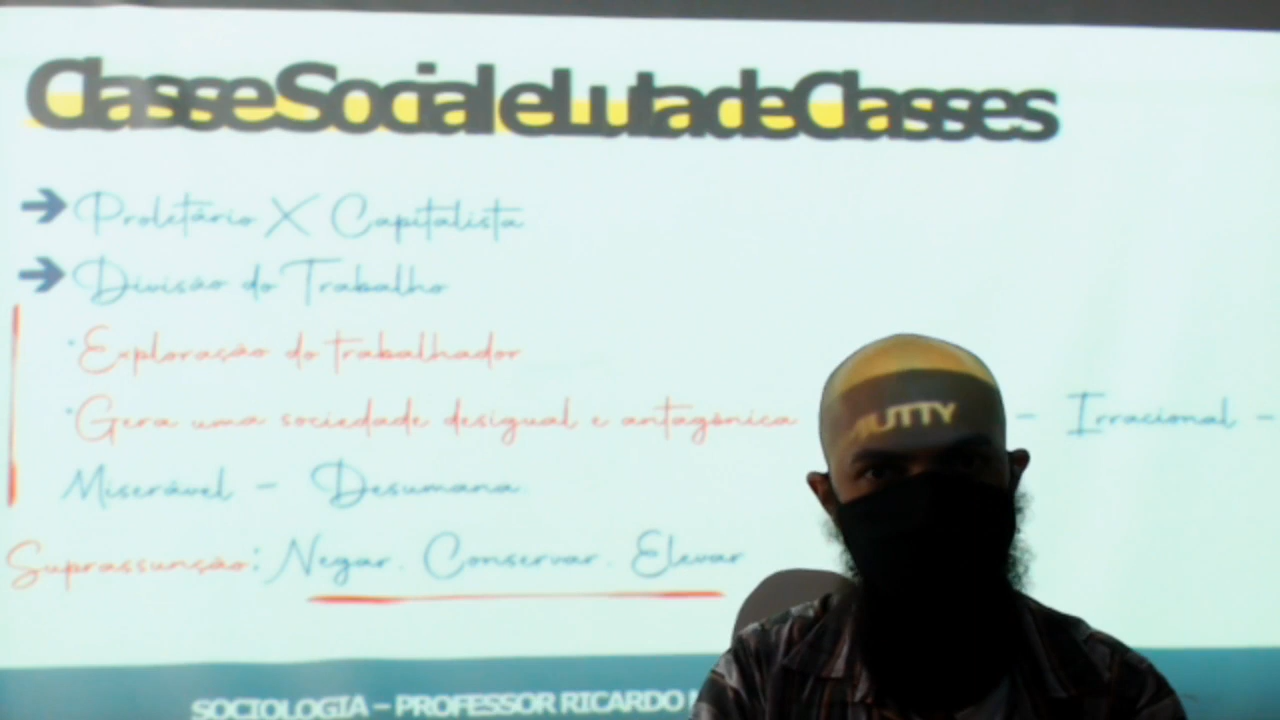 Classe Social e Luta de Classes
➔ Proletário X Capitalista
➔ Divisão do Trabalho
• Exploração do trabalhador
• Gera uma sociedade desigual e antagônica - Irracional -
Miserável - Desumana.
Suprassunção: Negar. Conservar. Elevar
SOCIOLOGIA – PROFESSOR RICARDO